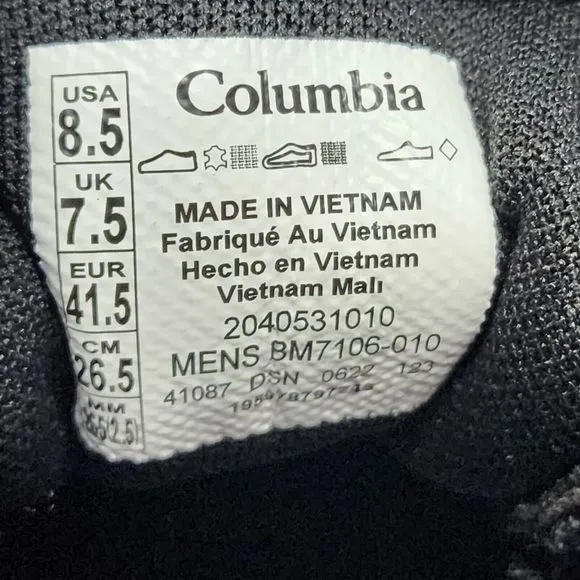 Columbia
USA
8.5
UK
7.5
EUR
41.5
CM
26.5
MM
MADE IN VIETNAM
Fabriqué Au Vietnam
Hecho en Vietnam
Vietnam Malı
2040531010
MENS BM7106-010
41087 DSN 0622 123